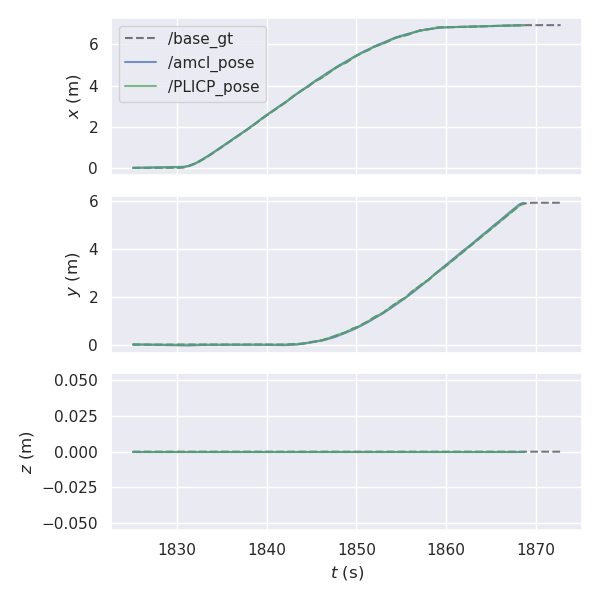 /base_gt
/amcl_pose
/PLICP_pose
6
4
2
0
x (m)
6
4
2
0
y (m)
0.050
0.025
0.000
−0.025
−0.050
z (m)
1830 1840 1850 1860 1870
t (s)